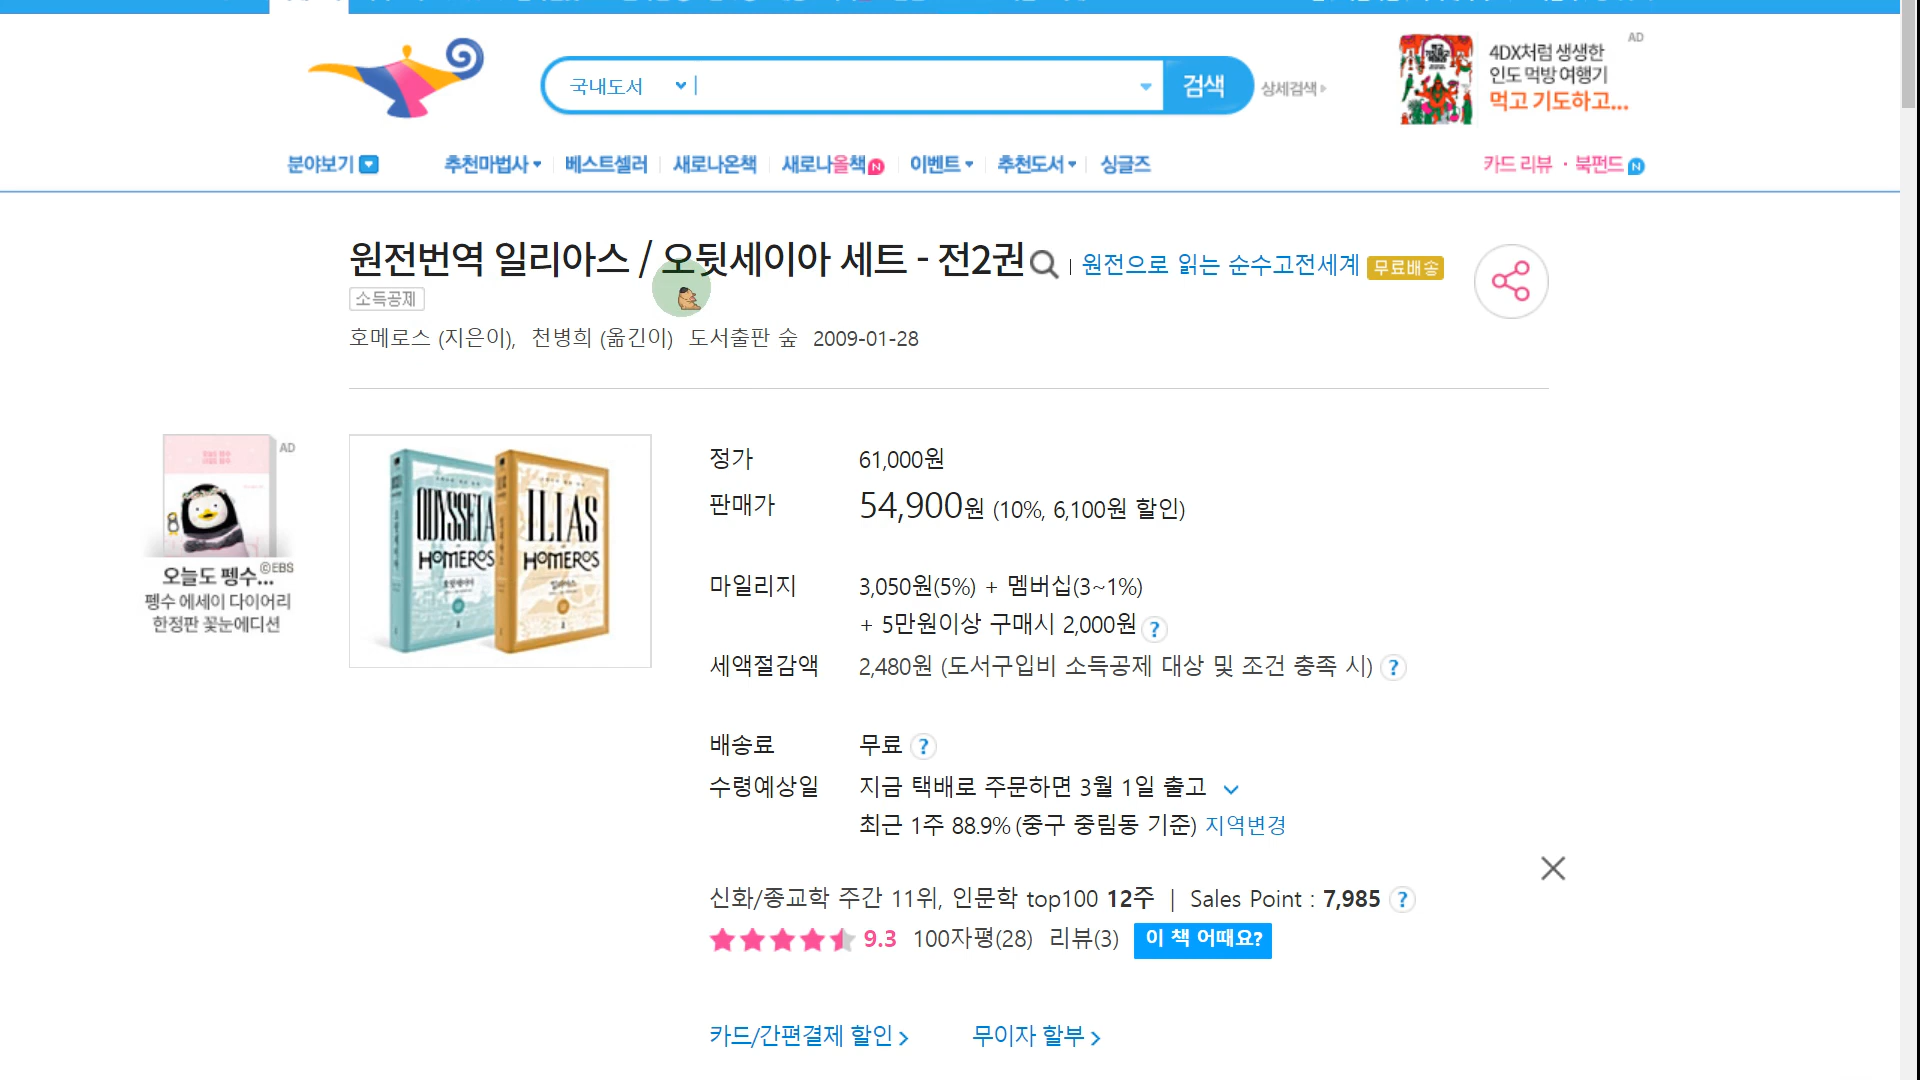 국내도서
검색
상세검색
AD
4DX처럼 생생한
인도 먹방 여행기
먹고 기도하고...
분야보기
추천마법사
베스트셀러
새로나온책
새로나올책 N
이벤트
추천도서
싱글즈
카드 리뷰 · 북펀드 N
원전번역 일리아스 / 오뒷세이아 세트 - 전2권 | 원전으로 읽는 순수고전세계 무료배송
소득공제
호메로스 (지은이), 천병희 (옮긴이) 도서출판 숲 2009-01-28
AD
©EBS
오늘도 펭수...
펭수 에세이 다이어리
한정판 꽃눈에디션
ODYSSEIA
HOMEROS
오뒷세이아
ILIAS
HOMEROS
일리아스
정가 61,000원
판매가 54,900원 (10%, 6,100원 할인)
마일리지 3,050원(5%) + 멤버십(3~1%)
+ 5만원이상 구매시 2,000원 ?
세액절감액 2,480원 (도서구입비 소득공제 대상 및 조건 충족 시) ?
배송료 무료 ?
수령예상일 지금 택배로 주문하면 3월 1일 출고
최근 1주 88.9% (중구 중림동 기준) 지역변경
신화/종교학 주간 11위, 인문학 top100 12주 | Sales Point : 7,985 ?
9.3 100자평(28) 리뷰(3) 이 책 어때요?
카드/간편결제 할인 >
무이자 할부 >